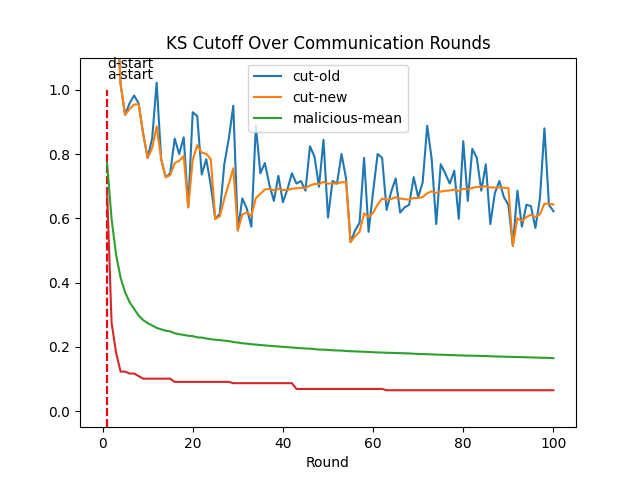 KS Cutoff Over Communication Rounds
d-start
a-start
cut-old
cut-new
malicious-mean
1.0
0.8
0.6
0.4
0.2
0.0
0 20 40 60 80 100
Round